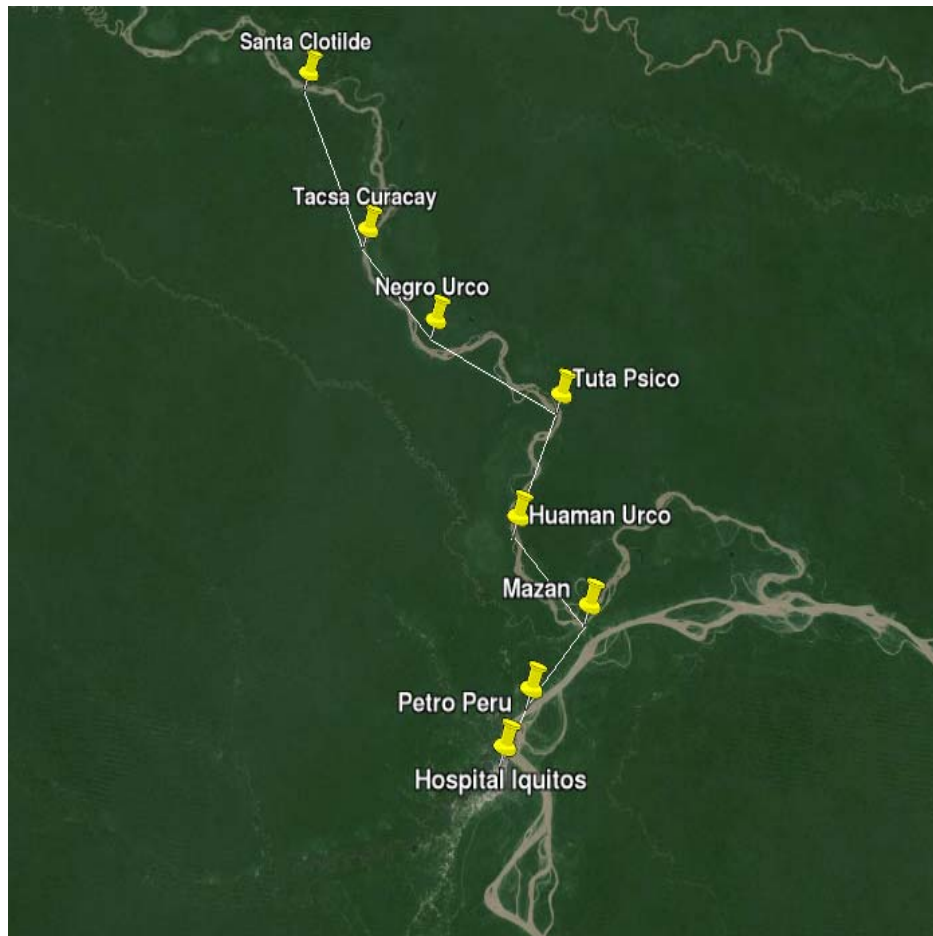 Santa Clotilde
Tacsa Curacay
Negro Urco
Tuta Psico
Huaman Urco
Mazan
Petro Peru
Hospital Iquitos